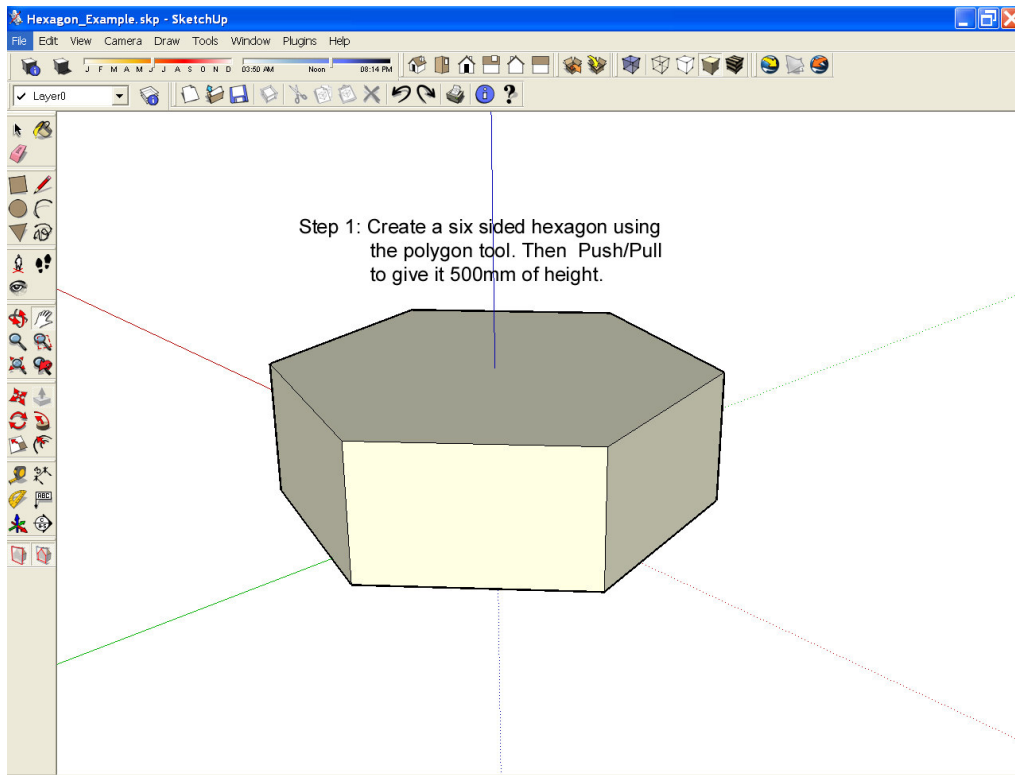 Hexagon_Example.skp - SketchUp
File Edit View Camera Draw Tools Window Plugins Help
J F M A M J J A S O N D 03:50 AM Noon 08:14 PM
Layer0
ABC
Step 1: Create a six sided hexagon using
the polygon tool. Then Push/Pull
to give it 500mm of height.